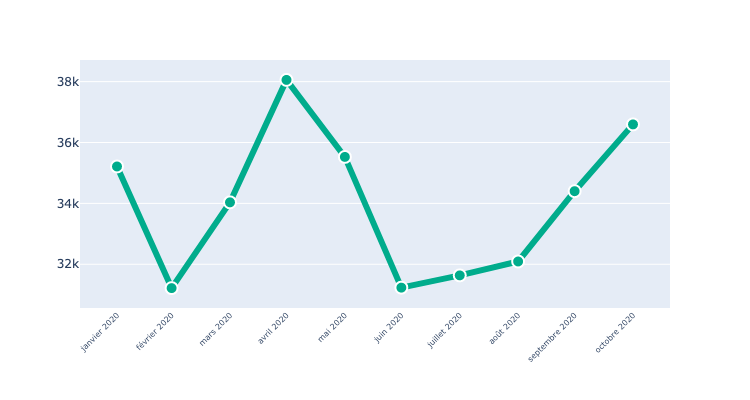 38k
36k
34k
32k
janvier 2020
février 2020
mars 2020
avril 2020
mai 2020
juin 2020
juillet 2020
août 2020
septembre 2020
octobre 2020